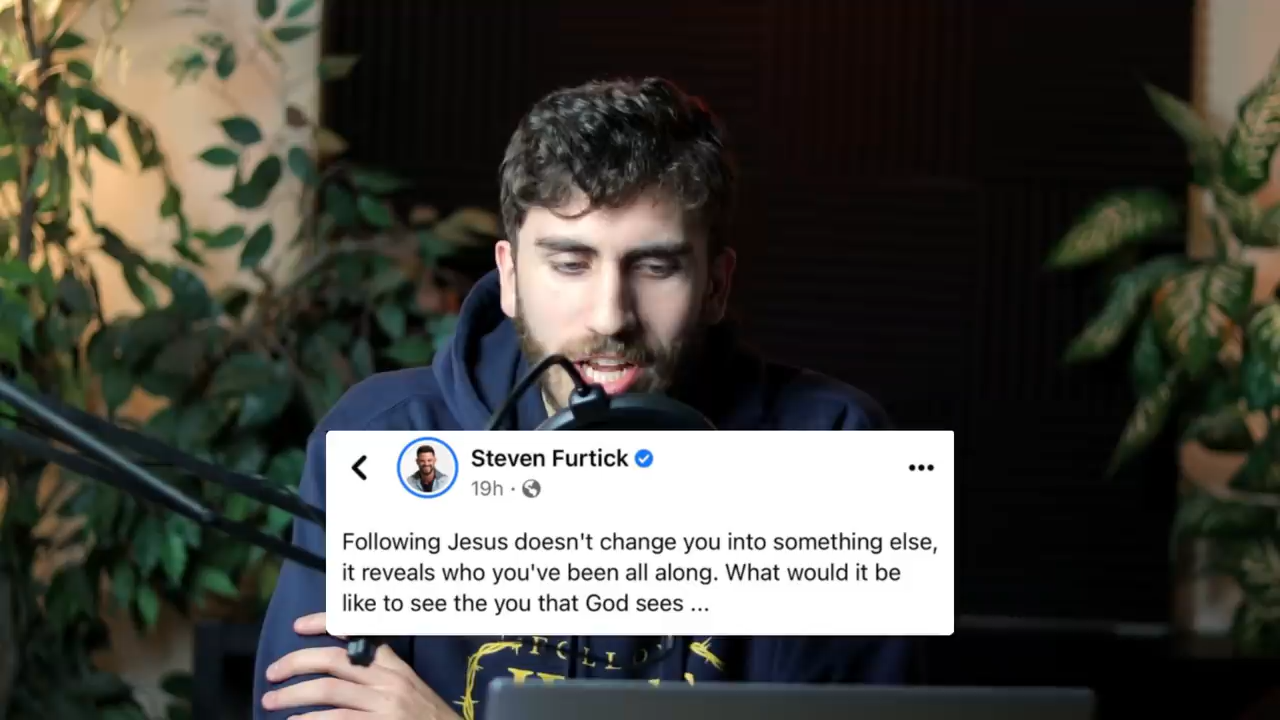 Steven Furtick
19h ·
Following Jesus doesn't change you into something else,
it reveals who you've been all along. What would it be
like to see the you that God sees ...
FOLLOW